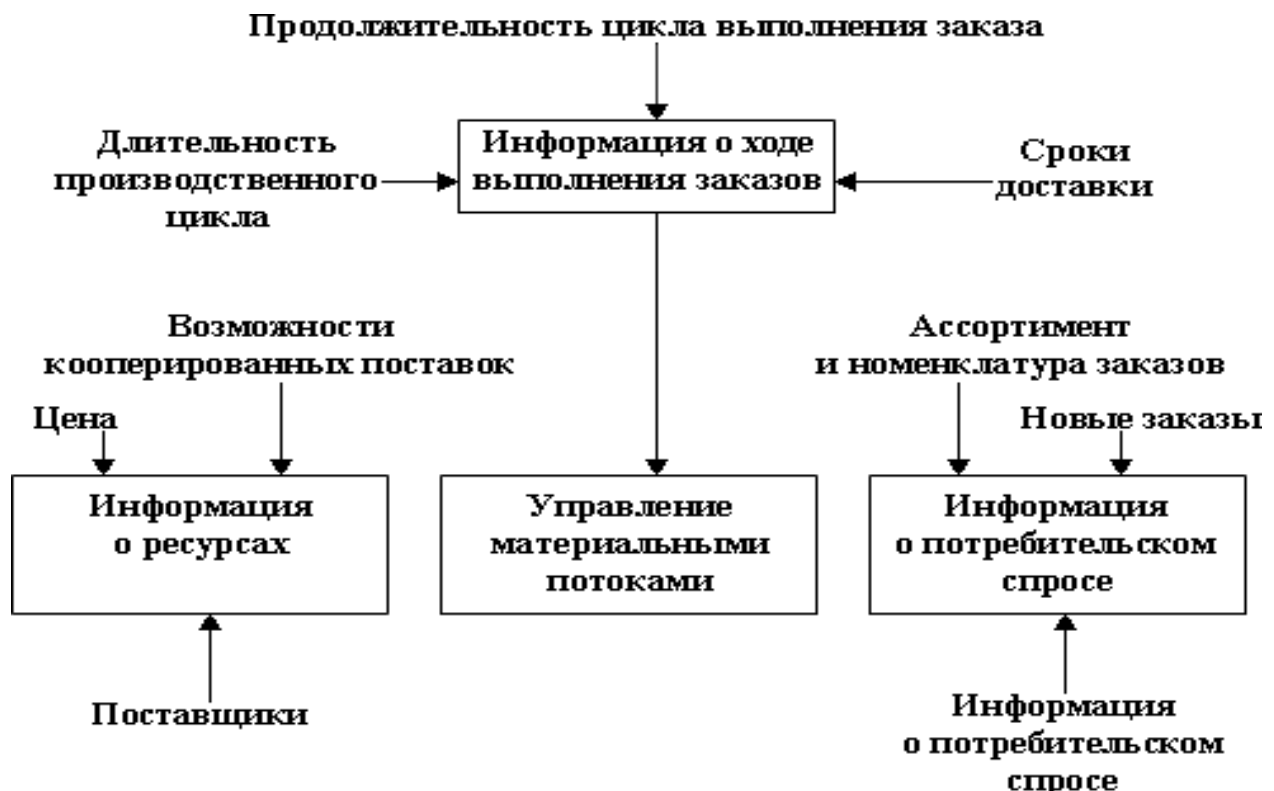 Продолжительность цикла выполнения заказа
Длительность
производственного
цикла
Информация о ходе
выполнения заказов
Сроки
доставки
Возможности
кооперированных поставок
Ассортимент
и номенклатура заказов
Цена
Новые заказы
Информация
о ресурсах
Управление
материальными
потоками
Информация
о потребительском
спросе
Поставщики
Информация
о потребительском
спросе